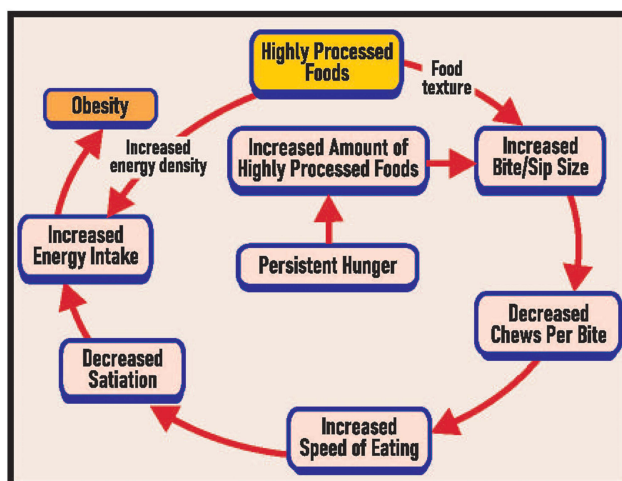 Highly Processed
Foods
Food
texture
Obesity
Increased
energy density
Increased Amount of
Highly Processed Foods
Increased
Bite/Sip Size
Increased
Energy Intake
Persistent Hunger
Decreased
Chews Per Bite
Decreased
Satiation
Increased
Speed of Eating